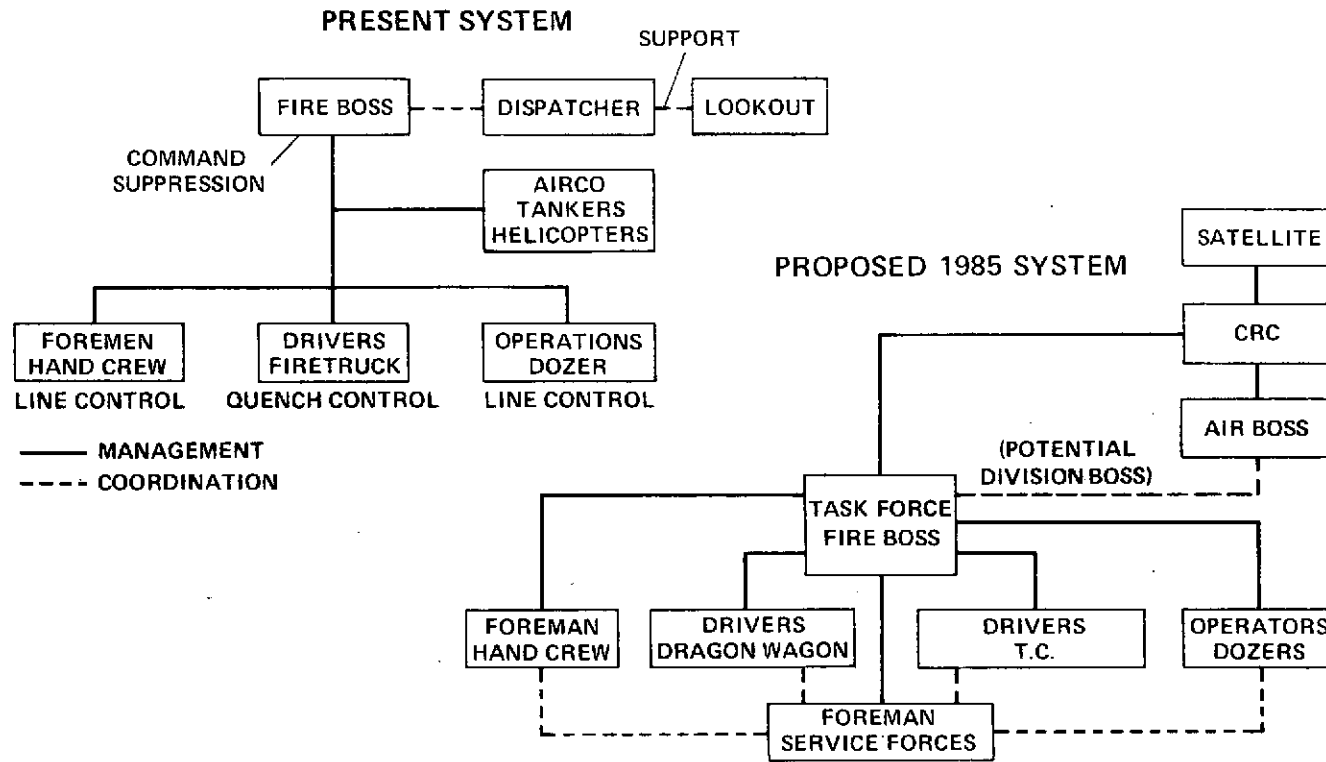 PRESENT SYSTEM
SUPPORT
FIRE BOSS
DISPATCHER
LOOKOUT
COMMAND
SUPPRESSION
AIRCO
TANKERS
HELICOPTERS
FOREMEN
HAND CREW
LINE CONTROL
DRIVERS
FIRETRUCK
QUENCH CONTROL
OPERATIONS
DOZER
LINE CONTROL
MANAGEMENT
COORDINATION
PROPOSED 1985 SYSTEM
SATELLITE
CRC
AIR BOSS
(POTENTIAL
DIVISION BOSS)
TASK FORCE
FIRE BOSS
FOREMAN
HAND CREW
DRIVERS
DRAGON WAGON
DRIVERS
T.C.
OPERATORS
DOZERS
FOREMAN
SERVICE FORCES